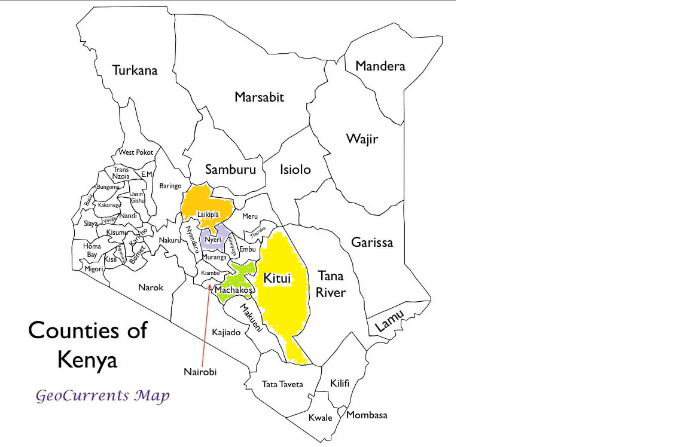 Turkana
Mandera
Marsabit
Wajir
West Pokot
Trans
Nzoia
E.M
Samburu
Isiolo
Baringo
Bungoma
Uasin
Gishu
Kakamega
Laikipia
Meru
Nandi
Siaya
Kisumu
Nyeri
Embu
Garissa
Nakuru
Homa
Bay
Kisii
Muranga
Kiambu
Kitui
Tana
River
Migori
Narok
Machakos
Makueni
Lamu
Kajiado
Counties of
Kenya
Nairobi
GeoCurrents Map
Tata Taveta
Kilifi
Kwale
Mombasa